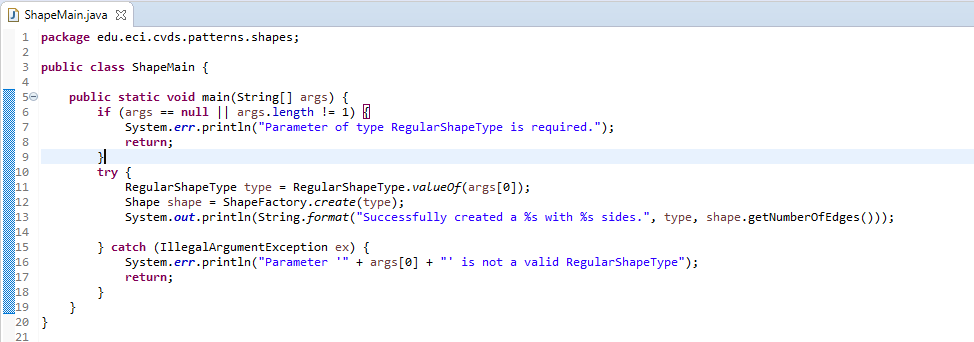 ShapeMain.java
1 package edu.eci.cvds.patterns.shapes;
2
3 public class ShapeMain {
4
5     public static void main(String[] args) {
6         if (args == null || args.length != 1) {
7             System.err.println("Parameter of type RegularShapeType is required.");
8             return;
9         }
10         try {
11             RegularShapeType type = RegularShapeType.valueOf(args[0]);
12             Shape shape = ShapeFactory.create(type);
13             System.out.println(String.format("Successfully created a %s with %s sides.", type, shape.getNumberOfEdges()));
14
15         } catch (IllegalArgumentException ex) {
16             System.err.println("Parameter '" + args[0] + "' is not a valid RegularShapeType");
17             return;
18         }
19     }
20 }
21